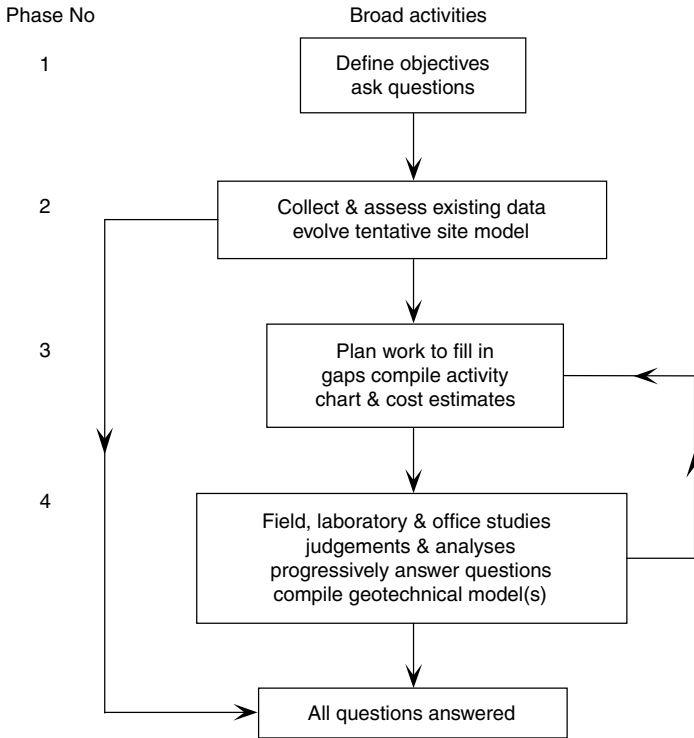 Phase No
Broad activities
1
Define objectives
ask questions
2
Collect & assess existing data
evolve tentative site model
3
Plan work to fill in
gaps compile activity
chart & cost estimates
4
Field, laboratory & office studies
judgements & analyses
progressively answer questions
compile geotechnical model(s)
All questions answered